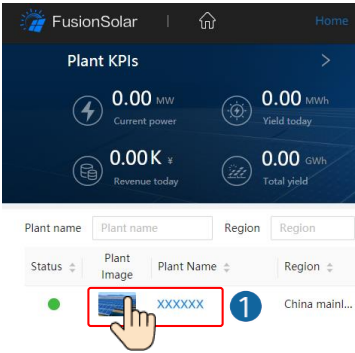 FusionSolar Home
Plant KPIs >
0.00 MW 0.00 MWh
Current power Yield today
0.00 K ¥ 0.00 GWh
Revenue today Total yield
Plant name Plant name Region Region
Status Plant Image Plant Name Region
XXXXXX 1 China mainl...